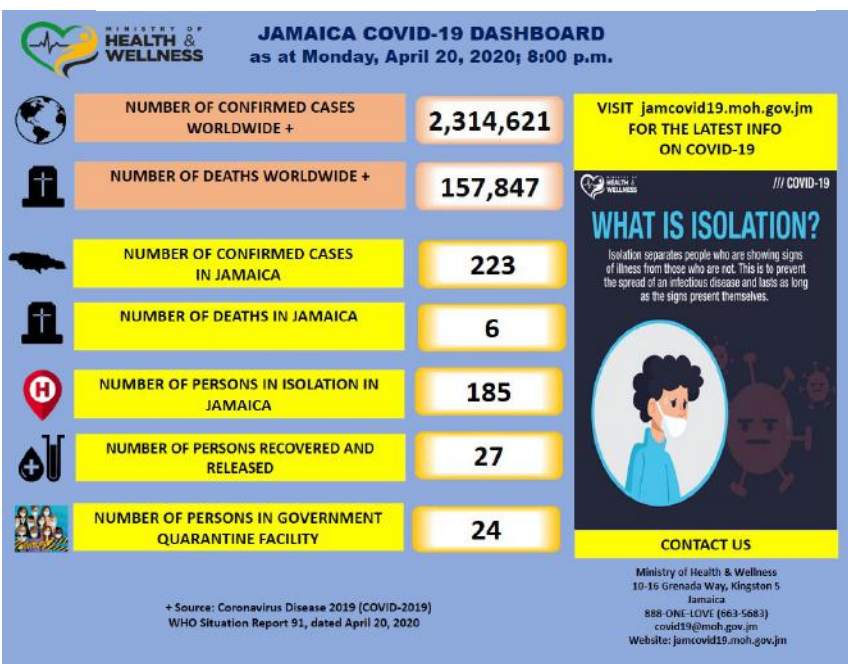 MINISTRY OF
HEALTH &
WELLNESS
JAMAICA COVID-19 DASHBOARD
as at Monday, April 20, 2020; 8:00 p.m.
NUMBER OF CONFIRMED CASES
WORLDWIDE +
2,314,621
NUMBER OF DEATHS WORLDWIDE +
157,847
NUMBER OF CONFIRMED CASES
IN JAMAICA
223
NUMBER OF DEATHS IN JAMAICA
6
H
NUMBER OF PERSONS IN ISOLATION IN
JAMAICA
185
NUMBER OF PERSONS RECOVERED AND
RELEASED
27
NUMBER OF PERSONS IN GOVERNMENT
QUARANTINE FACILITY
24
+ Source: Coronavirus Disease 2019 (COVID-2019)
WHO Situation Report 91, dated April 20, 2020
VISIT jamcovid19.moh.gov.jm
FOR THE LATEST INFO
ON COVID-19
HEALTH &
WELLNESS
/// COVID-19
WHAT IS ISOLATION?
Isolation separates people who are showing signs
of illness from those who are not. This is to prevent
the spread of an infectious disease and lasts as long
as the signs present themselves.
CONTACT US
Ministry of Health & Wellness
10-16 Grenada Way, Kingston 5
Jamaica
888-ONE-LOVE (663-5683)
covid19@moh.gov.jm
Website: jamcovid19.moh.gov.jm